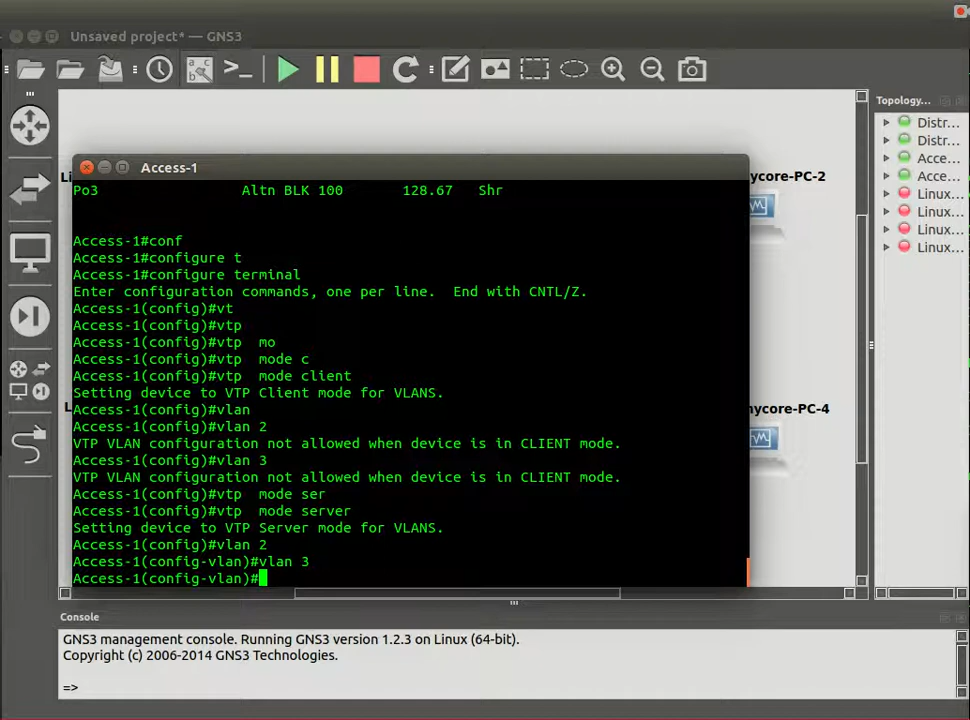 Unsaved project* — GNS3
Topology...
Distr...
Distr...
Acce...
Acce...
Linux...
Linux...
Linux...
Linux...
Li
ycore-PC-2
Access-1
Po3 Altn BLK 100 128.67 Shr
Access-1#conf
Access-1#configure t
Access-1#configure terminal
Enter configuration commands, one per line. End with CNTL/Z.
Access-1(config)#vt
Access-1(config)#vtp
Access-1(config)#vtp mo
Access-1(config)#vtp mode c
Access-1(config)#vtp mode client
Setting device to VTP Client mode for VLANS.
Access-1(config)#vlan
Access-1(config)#vlan 2
VTP VLAN configuration not allowed when device is in CLIENT mode.
Access-1(config)#vlan 3
VTP VLAN configuration not allowed when device is in CLIENT mode.
Access-1(config)#vtp mode ser
Access-1(config)#vtp mode server
Setting device to VTP Server mode for VLANS.
Access-1(config)#vlan 2
Access-1(config-vlan)#vlan 3
Access-1(config-vlan)#
L
nycore-PC-4
Console
GNS3 management console. Running GNS3 version 1.2.3 on Linux (64-bit).
Copyright (c) 2006-2014 GNS3 Technologies.
=>